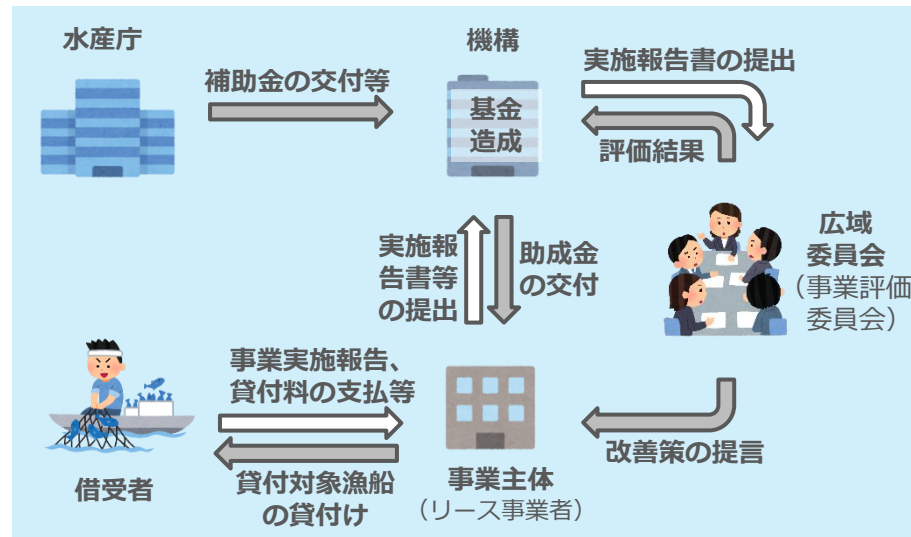 水産庁
機構
補助金の交付等
基金
造成
実施報告書の提出
評価結果
広域
委員会
（事業評価
委員会）
実施報
告書等
の提出
助成金
の交付
事業実施報告、
貸付料の支払等
改善策の提言
借受者
貸付対象漁船
の貸付け
事業主体
（リース事業者）